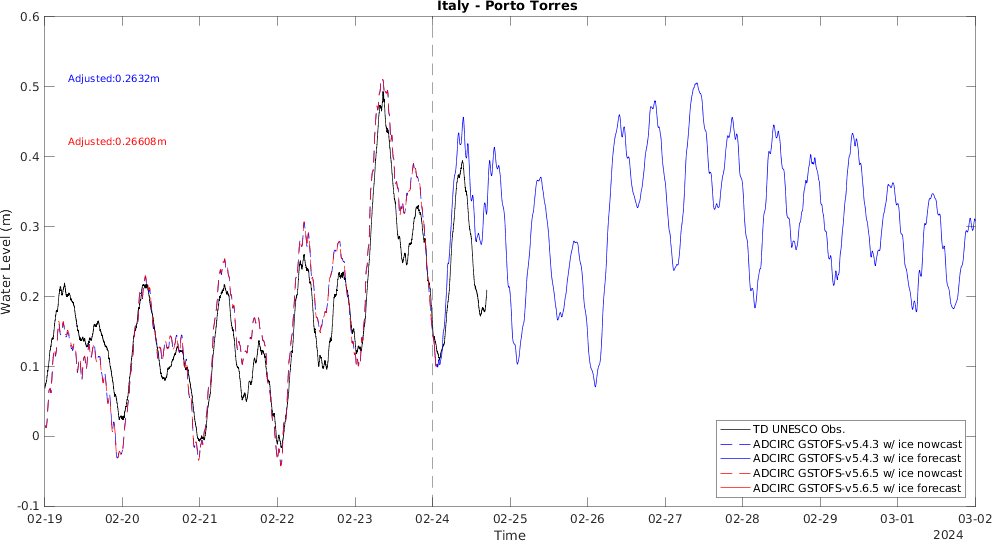 Italy - Porto Torres
0.6
0.5
0.4
0.3
0.2
0.1
0
-0.1
Water Level (m)
Adjusted:0.2632m
Adjusted:0.26608m
TD UNESCO Obs.
ADCIRC GSTOFS-v5.4.3 w/ ice nowcast
ADCIRC GSTOFS-v5.4.3 w/ ice forecast
ADCIRC GSTOFS-v5.6.5 w/ ice nowcast
ADCIRC GSTOFS-v5.6.5 w/ ice forecast
02-19 02-20 02-21 02-22 02-23 02-24 02-25 02-26 02-27 02-28 02-29 03-01 03-02
Time
2024